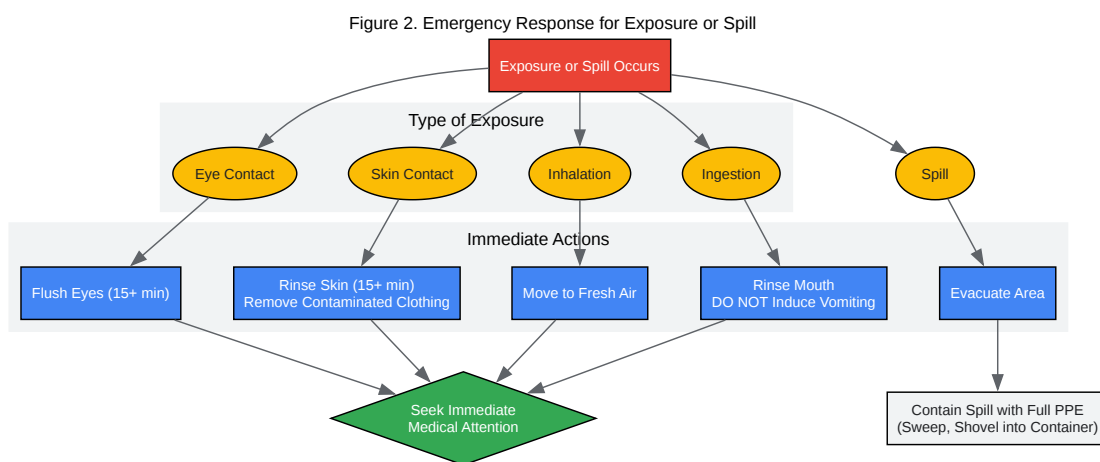 Figure 2. Emergency Response for Exposure or Spill
Exposure or Spill Occurs
Type of Exposure
Eye Contact
Skin Contact
Inhalation
Ingestion
Spill
Immediate Actions
Flush Eyes (15+ min)
Rinse Skin (15+ min)
Remove Contaminated Clothing
Move to Fresh Air
Rinse Mouth
DO NOT Induce Vomiting
Evacuate Area
Seek Immediate
Medical Attention
Contain Spill with Full PPE
(Sweep, Shovel into Container)